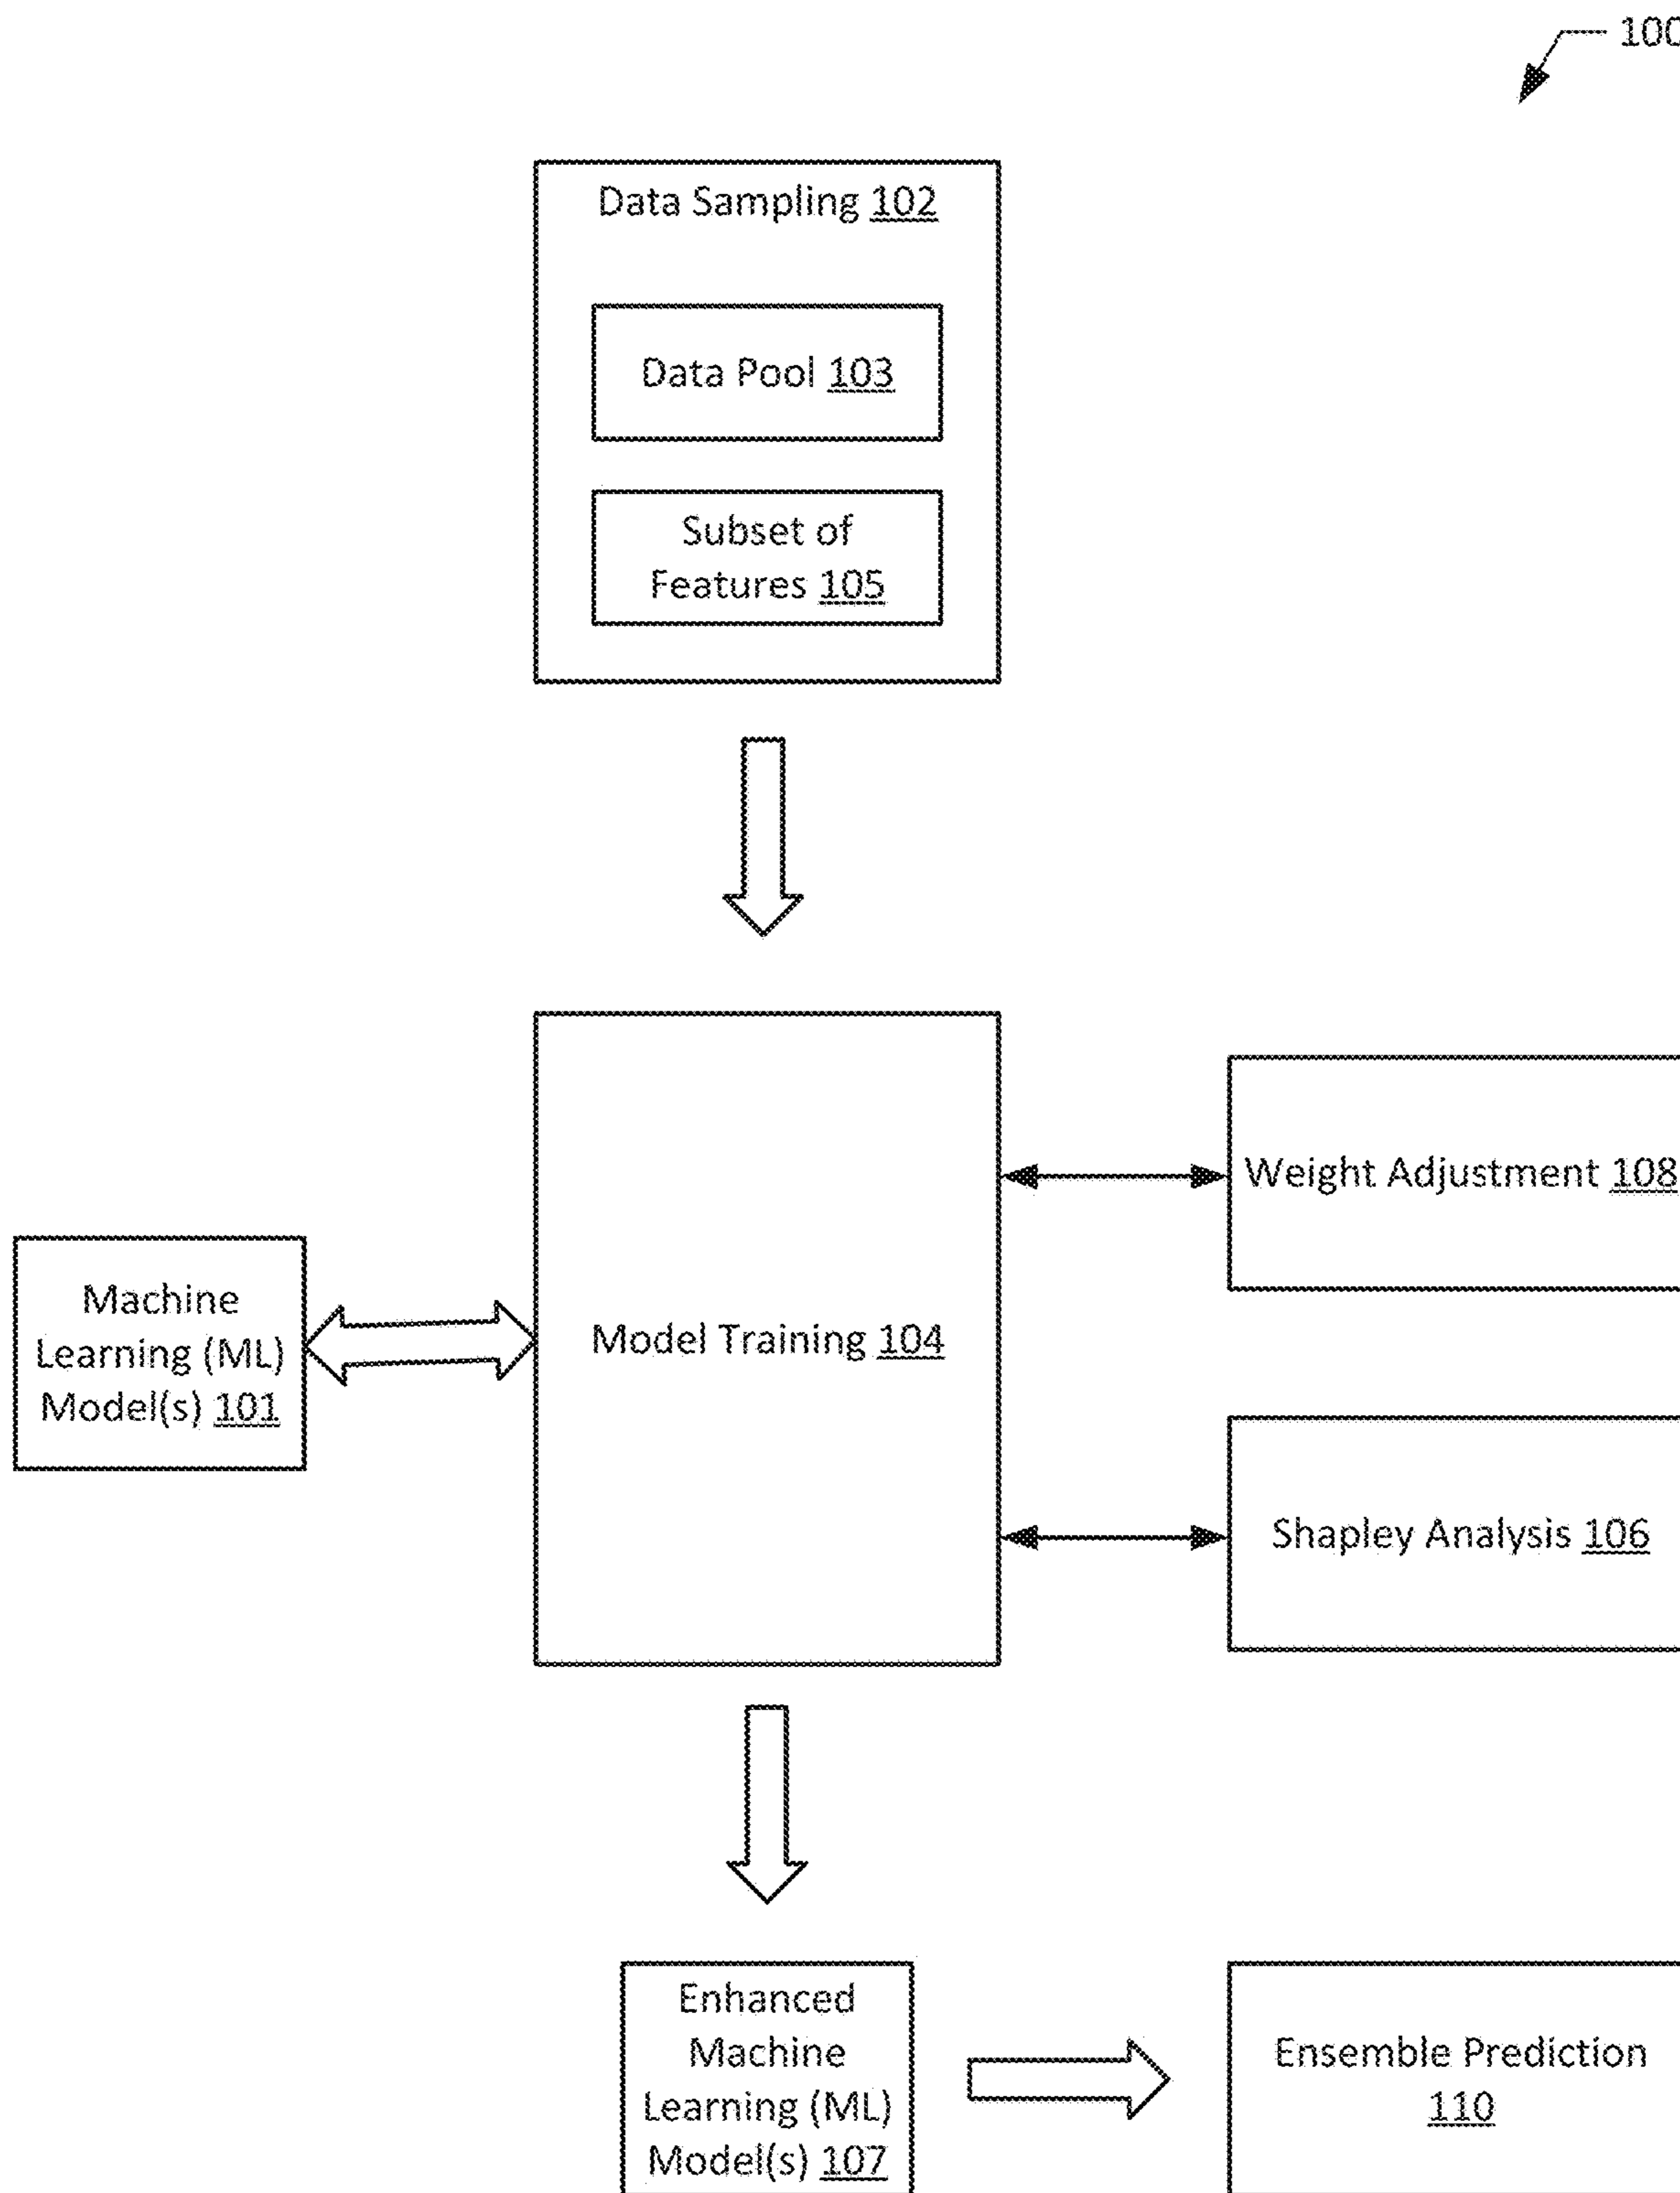 100
Data Sampling 102
Data Pool 103
Subset of
Features 105
Weight Adjustment 108
Machine
Learning (ML)
Model(s) 101
Model Training 104
Shapley Analysis 106
Enhanced
Machine
Learning (ML)
Model(s) 107
Ensemble Prediction
110